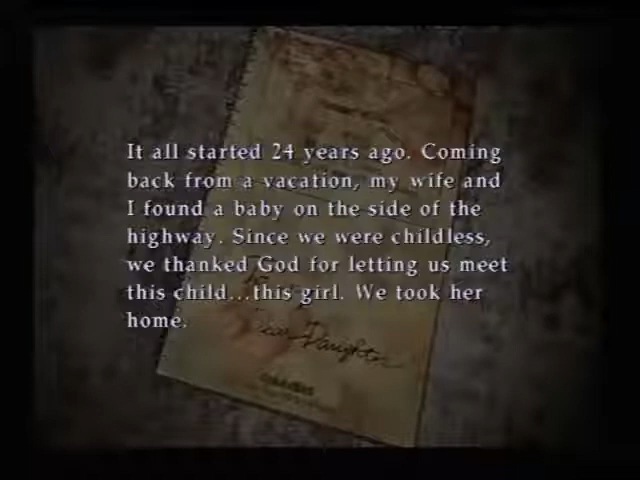 It all started 24 years ago. Coming
back from a vacation, my wife and
I found a baby on the side of the
highway. Since we were childless,
we thanked God for letting us meet
this child...this girl. We took her
home.
Dear Daughter